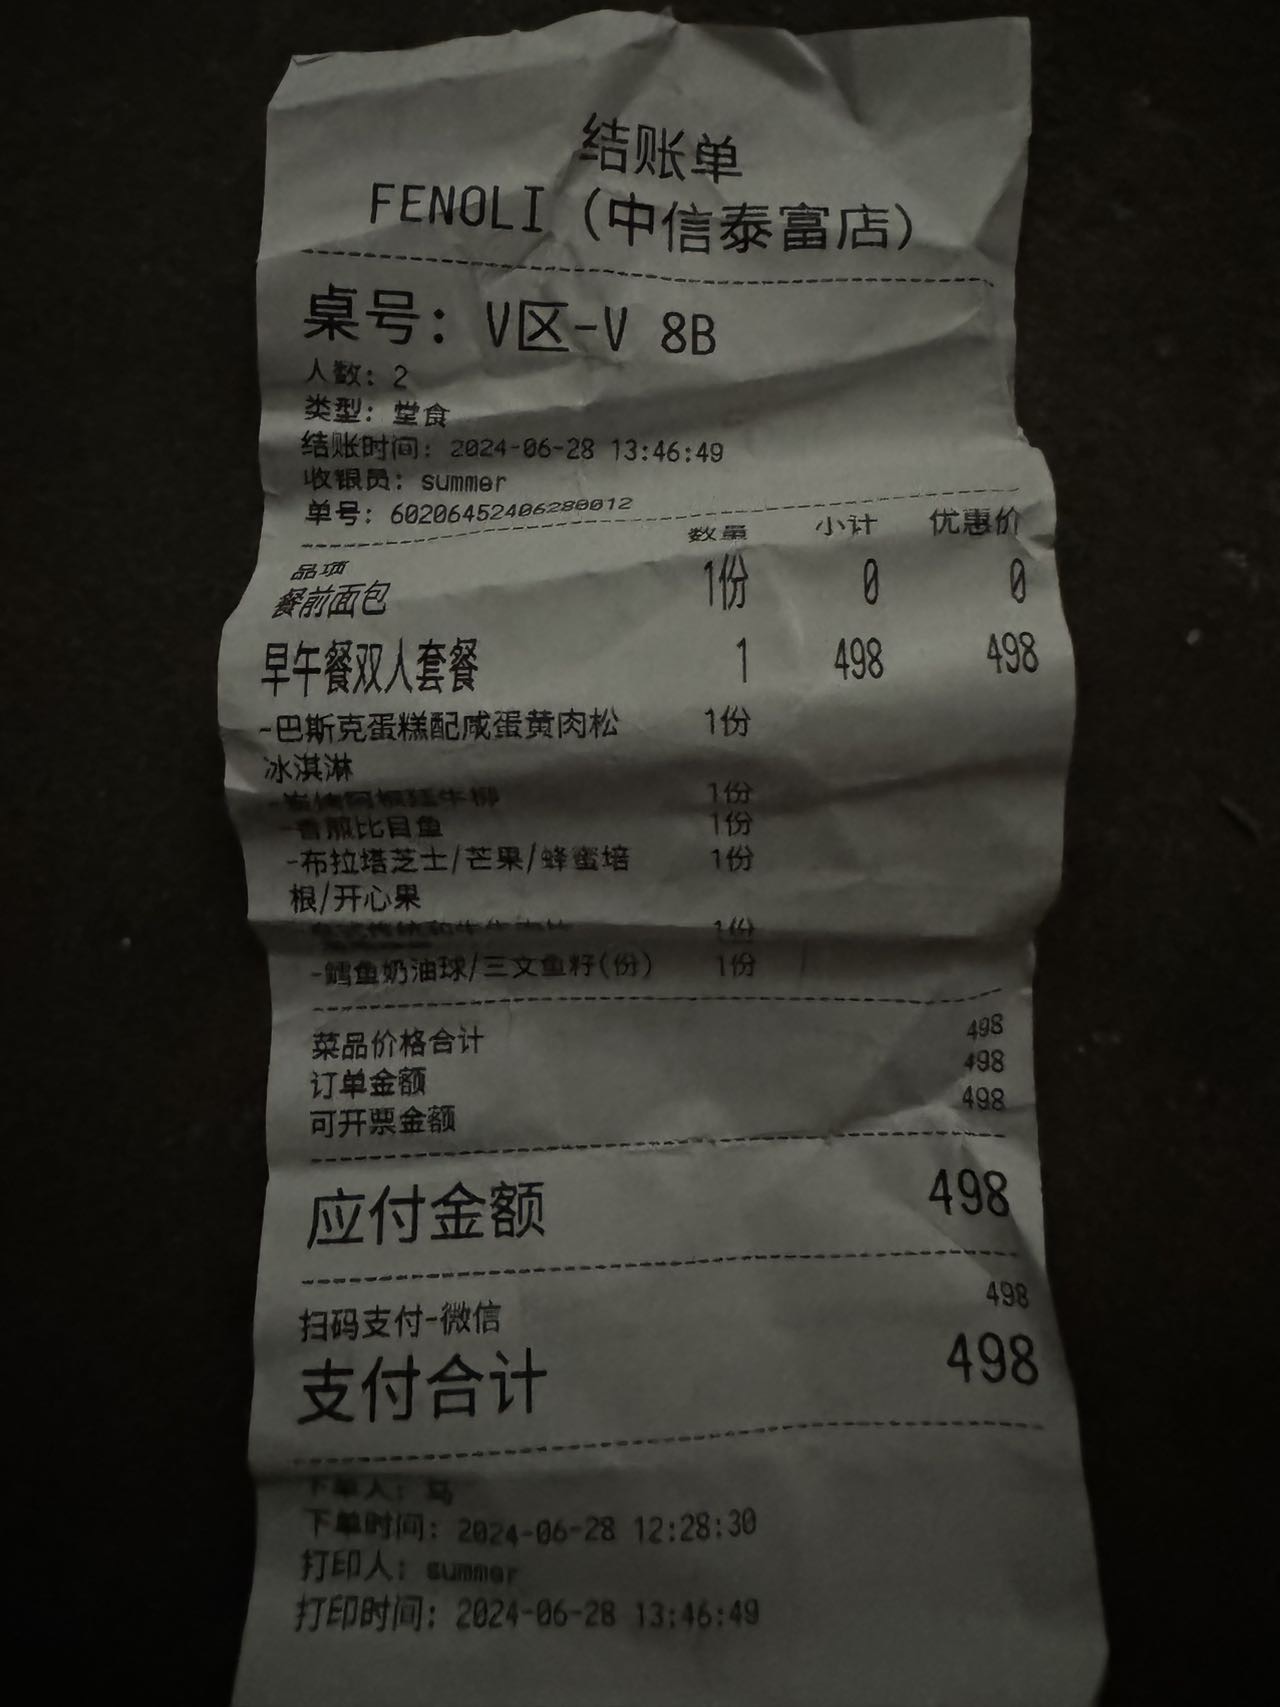 结账单
FENOLI（中信泰富店）
桌号：V区-V 8B
人数：2
类型：堂食
结账时间：2024-06-28 13:46:49
收银员：summer
单号：60206452406280012
品项 数量 小计 优惠价
餐前面包 1份 0 0
早午餐双人套餐 1 498 498
-巴斯克蛋糕配咸蛋黄肉松 1份
冰淇淋
牛柳 1份
-香煎比目鱼 1份
-布拉塔芝士/芒果/蜂蜜培 1份
根/开心果
1份
-鳕鱼奶油球/三文鱼籽(份) 1份
菜品价格合计 498
订单金额 498
可开票金额 498
应付金额 498
扫码支付-微信 498
支付合计 498
下单人：马
下单时间：2024-06-28 12:28:30
打印人：summer
打印时间：2024-06-28 13:46:49